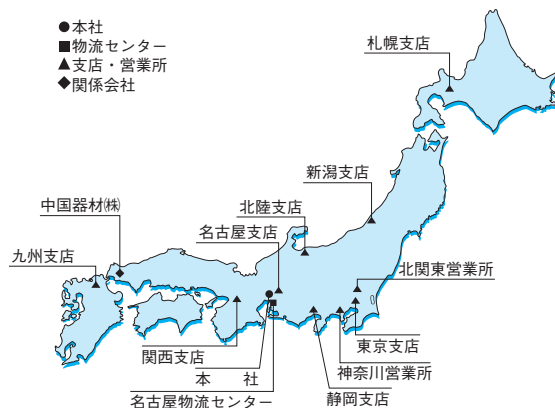 ●本社
■物流センター
▲支店・営業所
◆関係会社
札幌支店
新潟支店
中国器材㈱
北陸支店
名古屋支店
九州支店
北関東営業所
東京支店
関西支店
神奈川営業所
本 社
名古屋物流センター
静岡支店